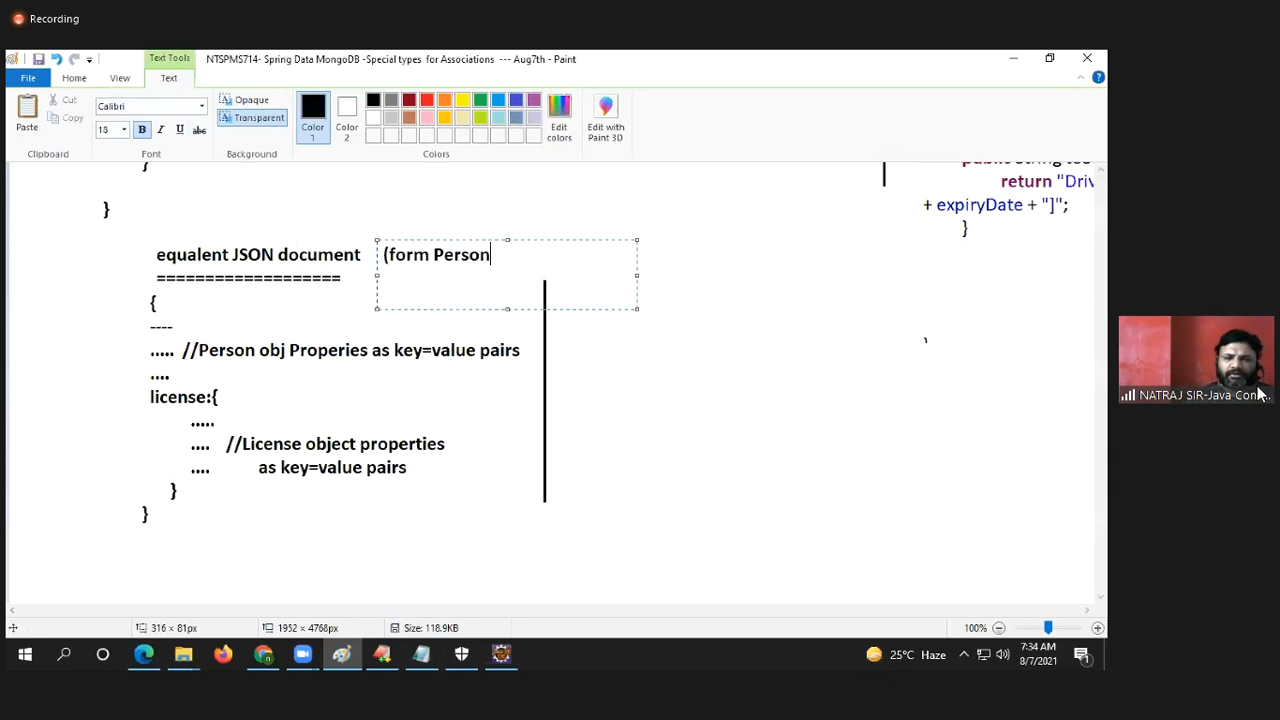 Recording
Text Tools
NTSPMS714- Spring Data MongoDB -Special types for Associations --- Aug7th - Paint
File Home View Text
Paste
Cut
Copy
Clipboard
Calibri
18
B I U abc
Font
Opaque
Transparent
Background
Color 1
Color 2
Edit colors
Edit with Paint 3D
Colors
}
}
return "Driv
+ expiryDate + "]";
}
equalent JSON document (form Person
===================
{
----
..... //Person obj Properies as key=value pairs
....
license:{
.....
.... //License object properties
.... as key=value pairs
}
}
NATRAJ SIR-Java Con...
316 × 81px
1952 × 4768px
Size: 118.9KB
100%
25°C Haze
7:34 AM
8/7/2021
1